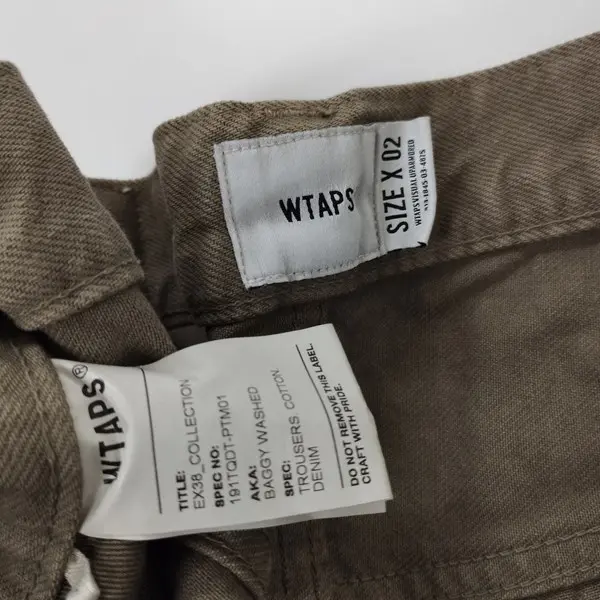 WTAPS
SIZE X 02
WTAPSVISUALUPARMORED
WTAPS®
TITLE:
EX38_COLLECTION
SPEC NO:
191TQDT-PTM01
AKA:
BAGGY WASHED
SPEC:
TROUSERS. COTTON.
DENIM
DO NOT REMOVE THIS LABEL.
CRAFT WITH PRIDE.